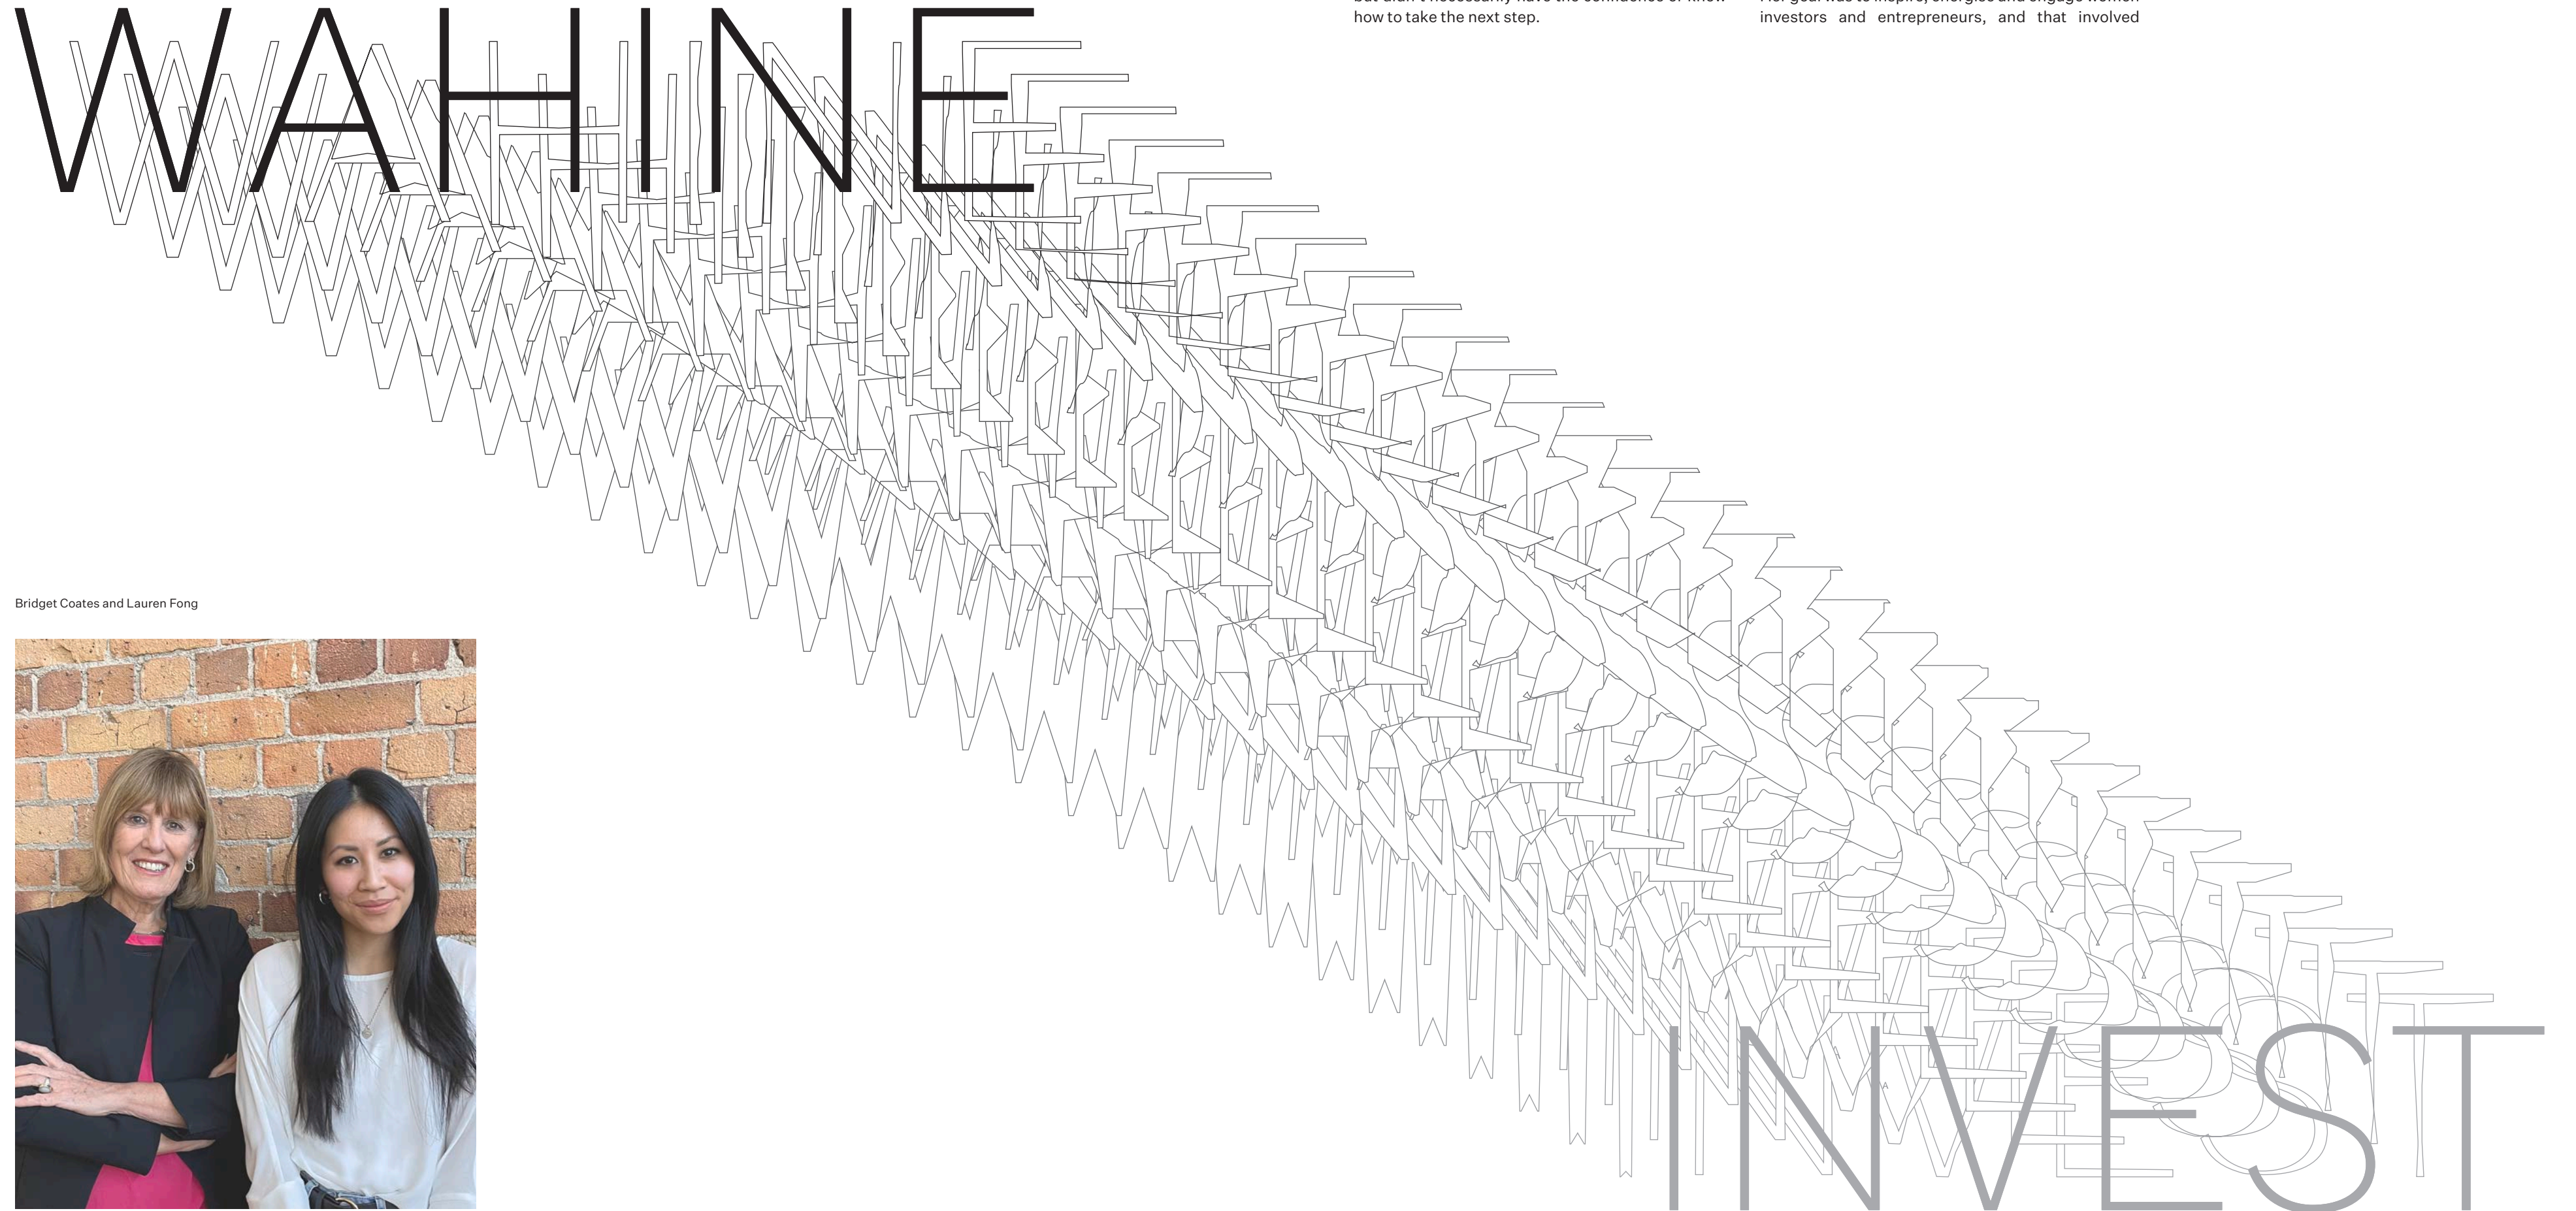 WAHINE
how to take the next step.
investors and entrepreneurs, and that involved
Bridget Coates and Lauren Fong
INVEST